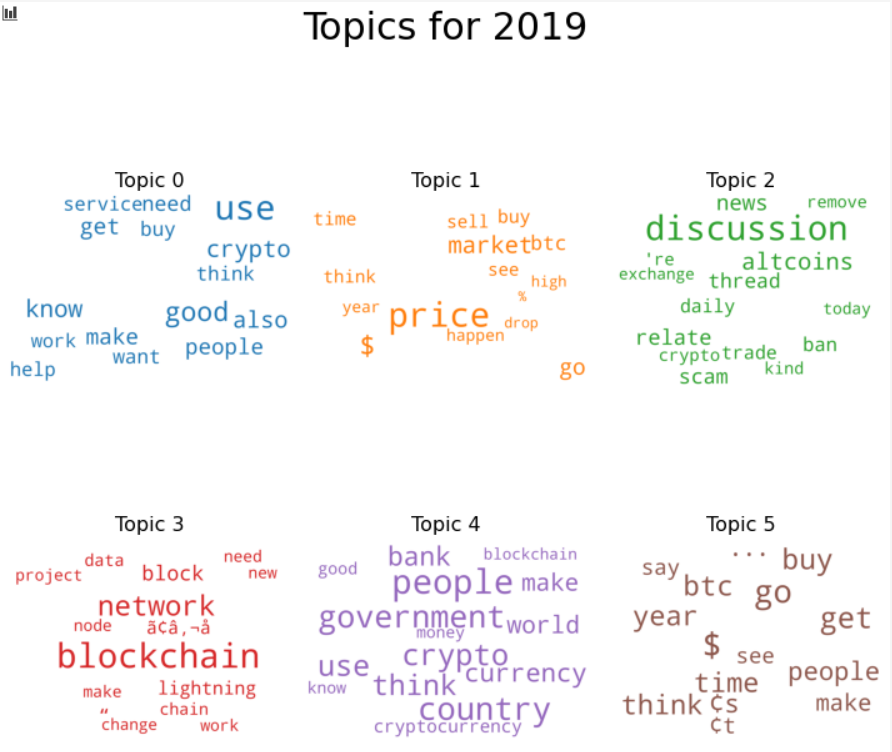 Topics for 2019
Topic 0
service need
use
get buy
crypto
think
know
good also
work make
want people
help
Topic 1
time
sell buy
market btc
see
think
high
%
year
price
drop
happen
$
go
Topic 2
news remove
discussion
're
altcoins
exchange
thread
daily
today
relate
ban
crypto trade
kind
scam
Topic 3
need
data
project
block
new
network
node
ã¢â‚¬å
blockchain
make
lightning
“
chain
change
work
Topic 4
bank
blockchain
good
people make
government world
money
crypto
use
currency
know
think
country
cryptocurrency
Topic 5
...
buy
say
btc
go
year
get
$
see
people
time
think
¢s
make
¢t